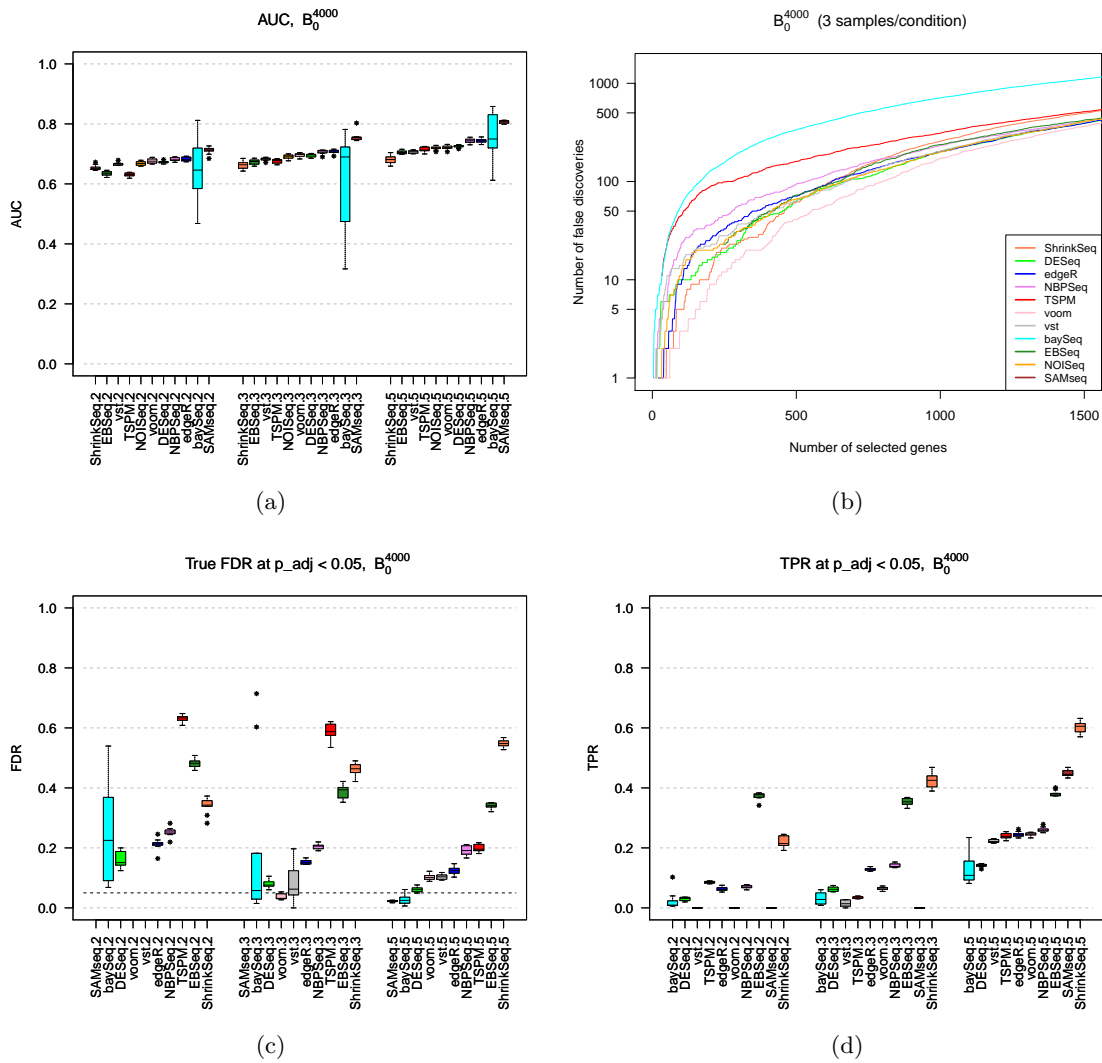 AUC, B₀⁴⁰⁰⁰
AUC
1.0
0.8
0.6
0.4
0.2
0.0
ShrinkSeq.2
EBSeq.2
vst.2
TSPM.2
NOISeq.2
voom.2
DESeq.2
NBPSeq.2
edgeR.2
baySeq.2
SAMseq.2
ShrinkSeq.3
EBSeq.3
vst.3
TSPM.3
NOISeq.3
voom.3
DESeq.3
NBPSeq.3
edgeR.3
baySeq.3
SAMseq.3
ShrinkSeq.5
EBSeq.5
vst.5
TSPM.5
NOISeq.5
voom.5
DESeq.5
NBPSeq.5
edgeR.5
baySeq.5
SAMseq.5
(a)
B₀⁴⁰⁰⁰ (3 samples/condition)
Number of false discoveries
1000
500
100
50
10
5
1
0
500
1000
1500
Number of selected genes
ShrinkSeq
DESeq
edgeR
NBPSeq
TSPM
voom
vst
baySeq
EBSeq
NOISeq
SAMseq
(b)
True FDR at p_adj < 0.05, B₀⁴⁰⁰⁰
FDR
1.0
0.8
0.6
0.4
0.2
0.0
SAMseq.2
baySeq.2
DESeq.2
voom.2
vst.2
edgeR.2
NBPSeq.2
TSPM.2
EBSeq.2
ShrinkSeq.2
SAMseq.3
baySeq.3
DESeq.3
voom.3
vst.3
edgeR.3
NBPSeq.3
TSPM.3
EBSeq.3
ShrinkSeq.3
SAMseq.5
baySeq.5
DESeq.5
voom.5
vst.5
edgeR.5
NBPSeq.5
TSPM.5
EBSeq.5
ShrinkSeq.5
(c)
TPR at p_adj < 0.05, B₀⁴⁰⁰⁰
TPR
1.0
0.8
0.6
0.4
0.2
0.0
baySeq.2
DESeq.2
vst.2
TSPM.2
edgeR.2
voom.2
NBPSeq.2
EBSeq.2
SAMseq.2
ShrinkSeq.2
baySeq.3
DESeq.3
vst.3
TSPM.3
edgeR.3
voom.3
NBPSeq.3
EBSeq.3
SAMseq.3
ShrinkSeq.3
baySeq.5
DESeq.5
vst.5
TSPM.5
edgeR.5
voom.5
NBPSeq.5
EBSeq.5
SAMseq.5
ShrinkSeq.5
(d)